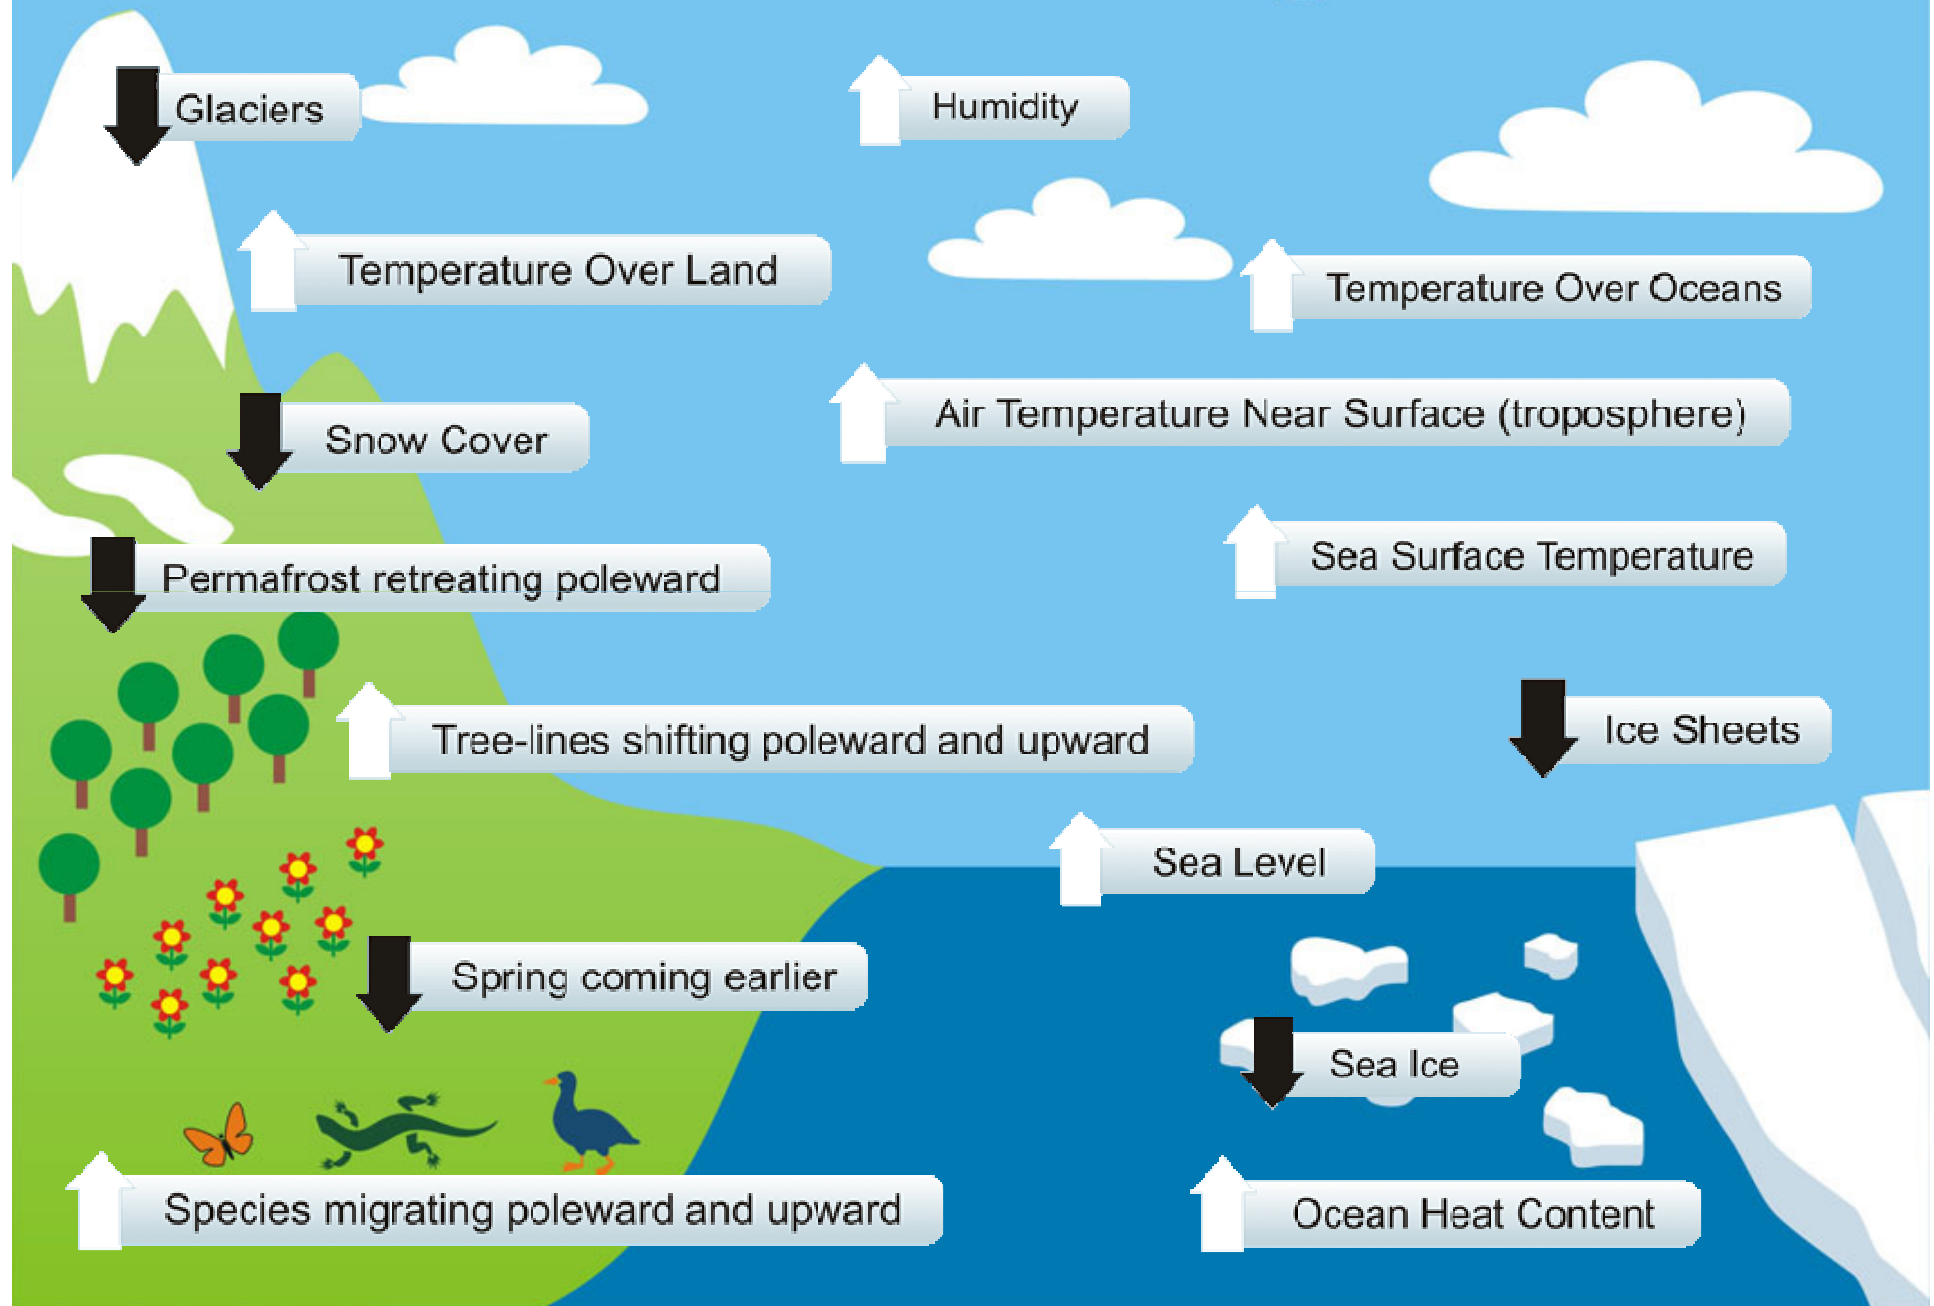 Glaciers
Humidity
Temperature Over Land
Temperature Over Oceans
Air Temperature Near Surface (troposphere)
Snow Cover
Sea Surface Temperature
Permafrost retreating poleward
Ice Sheets
Tree-lines shifting poleward and upward
Sea Level
Spring coming earlier
Sea Ice
Species migrating poleward and upward
Ocean Heat Content